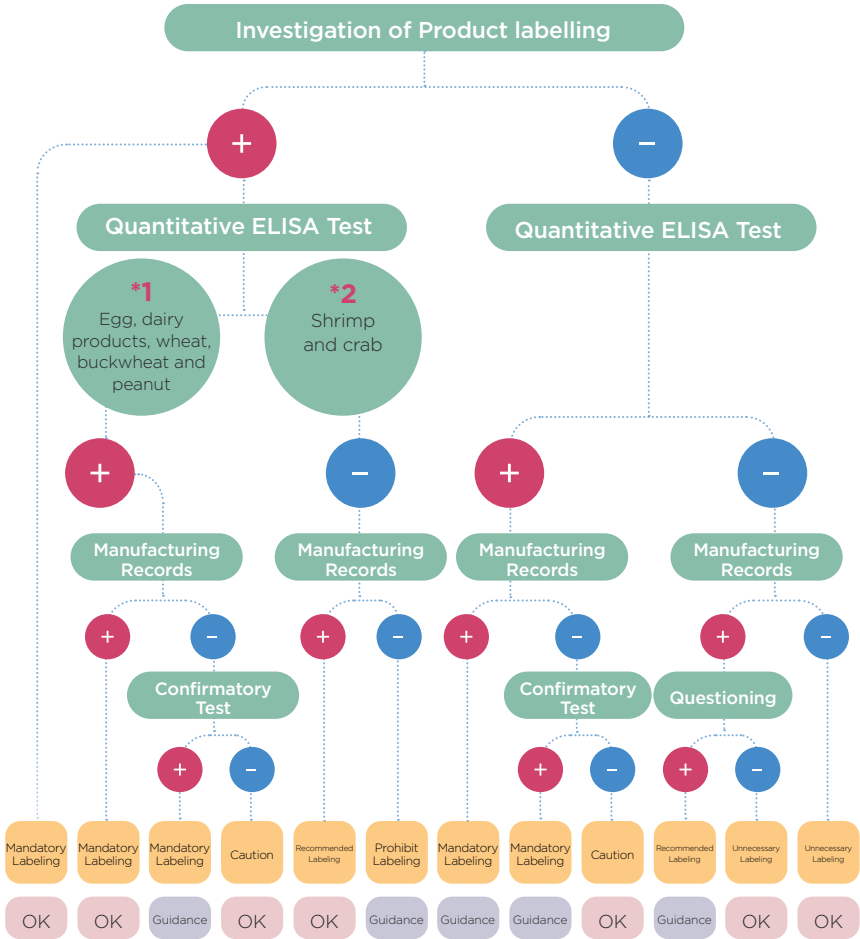 Investigation of Product labelling
+
−
Quantitative ELISA Test
Quantitative ELISA Test
*1
Egg, dairy
products, wheat,
buckwheat and
peanut
*2
Shrimp
and crab
+
−
+
−
Manufacturing
Records
Manufacturing
Records
Manufacturing
Records
Manufacturing
Records
+
−
+
−
+
−
+
−
Confirmatory
Test
Confirmatory
Test
Questioning
+
−
+
−
+
−
Mandatory
Labeling
Mandatory
Labeling
Mandatory
Labeling
Caution
Recommended
Labeling
Prohibit
Labeling
Mandatory
Labeling
Mandatory
Labeling
Caution
Recommended
Labeling
Unnecessary
Labeling
Unnecessary
Labeling
OK
OK
Guidance
OK
OK
Guidance
Guidance
Guidance
OK
Guidance
OK
OK